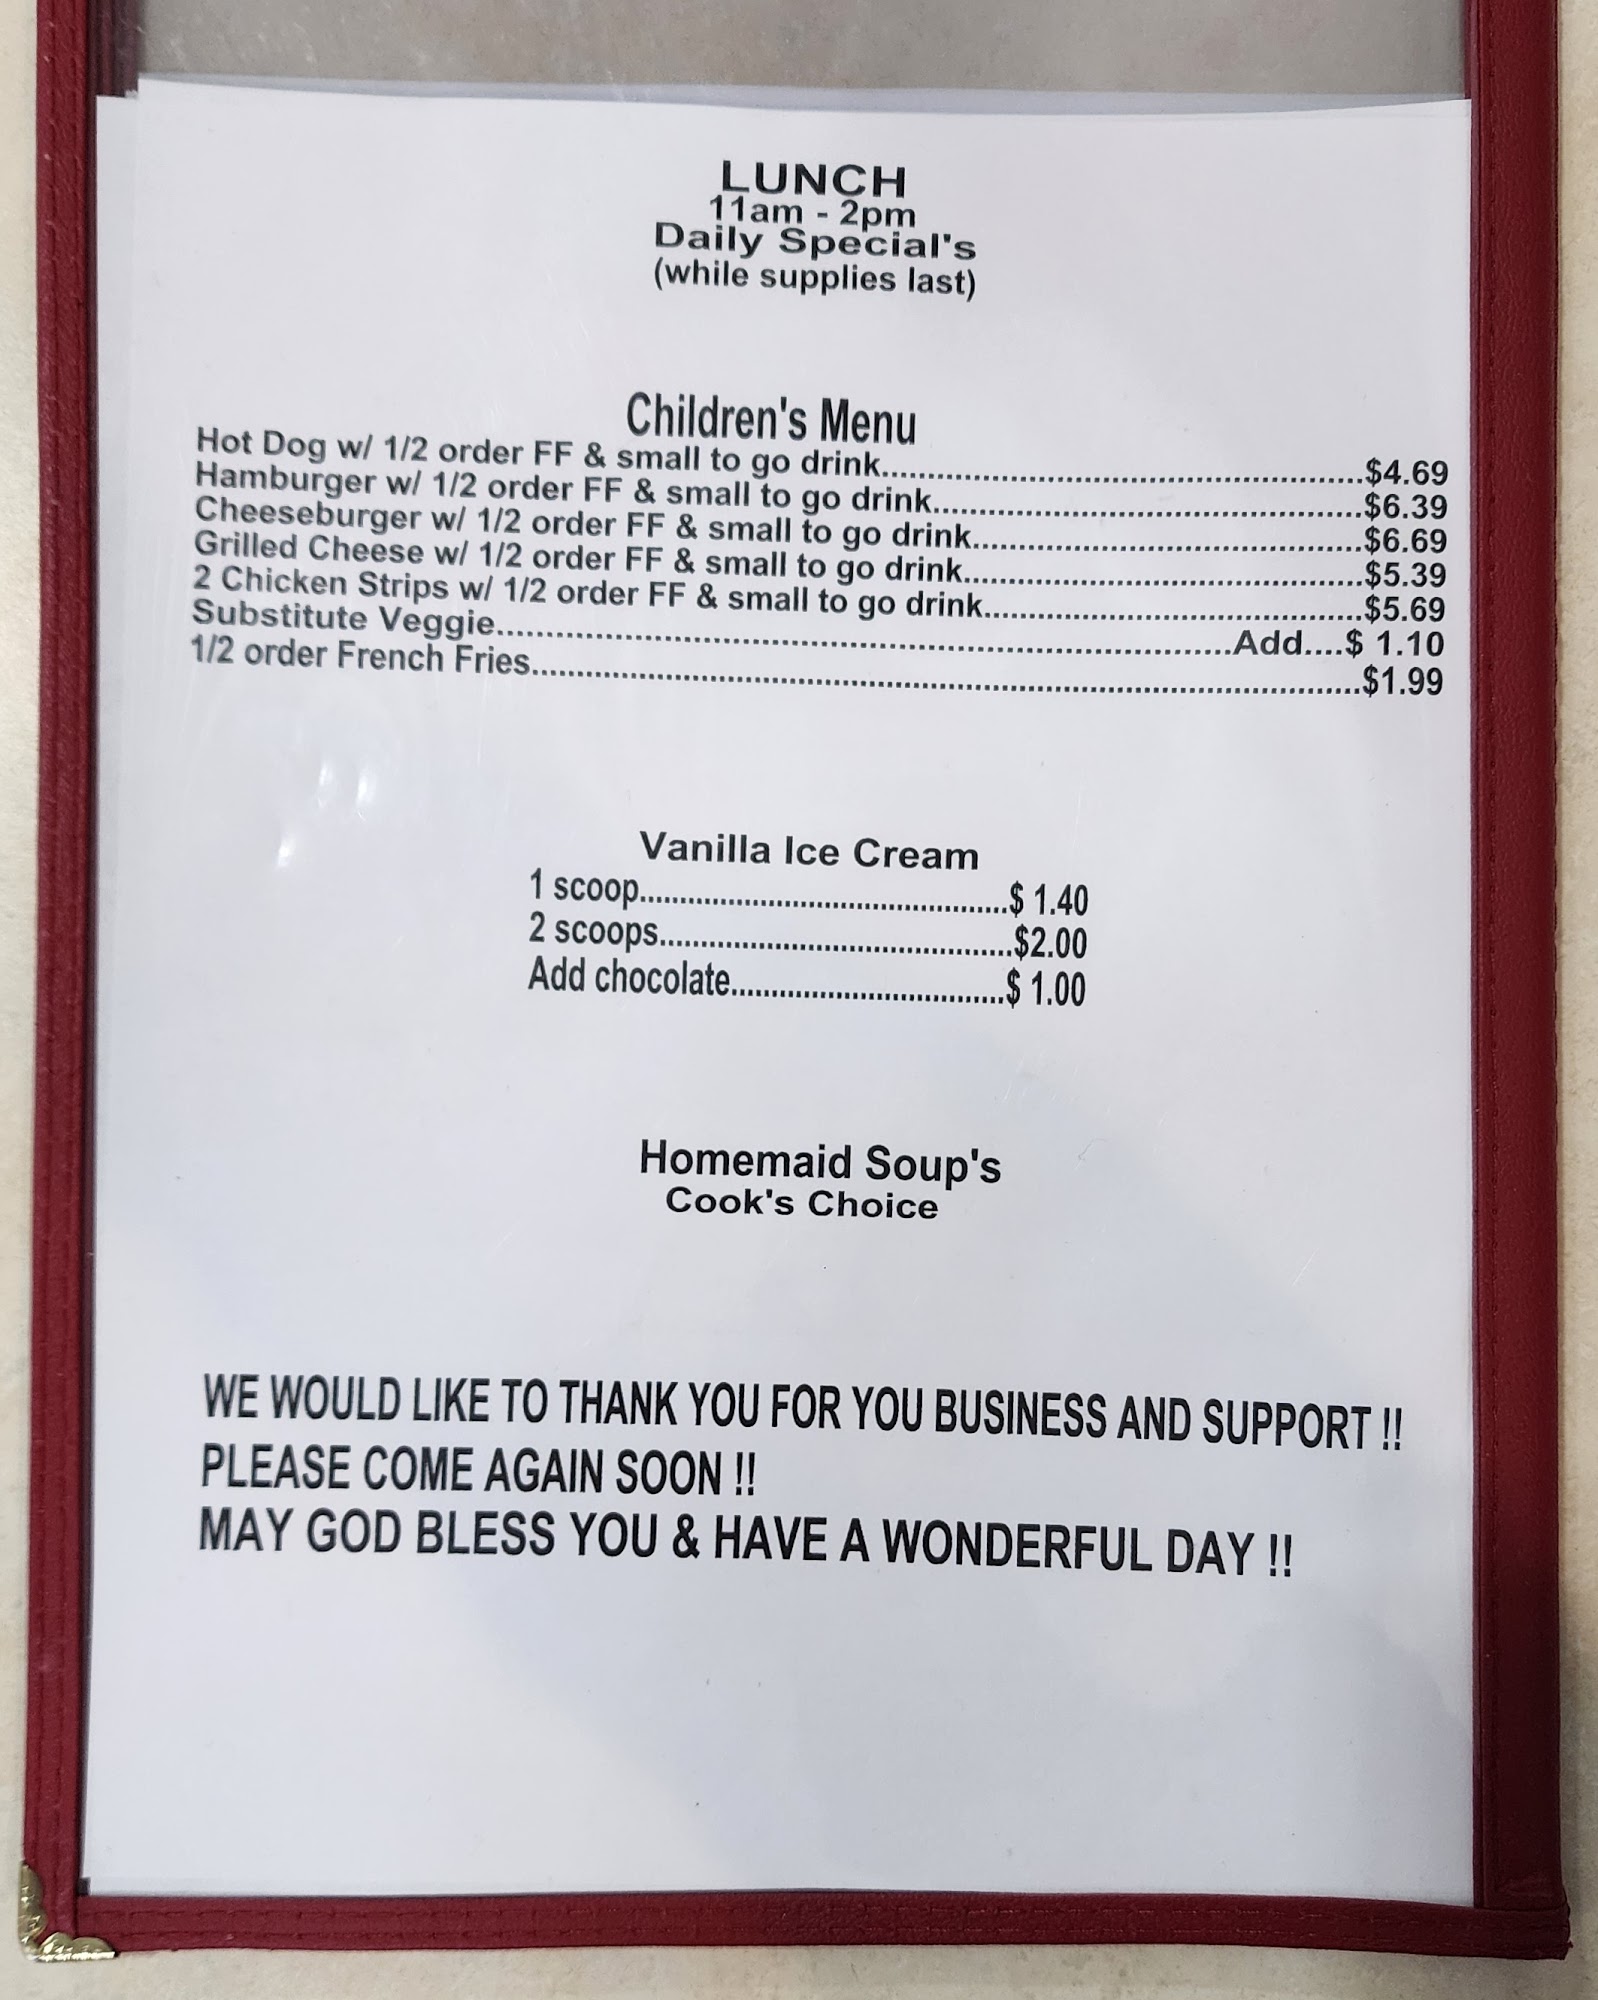 LUNCH
11am - 2pm
Daily Special's
(while supplies last)
Children's Menu
Hot Dog w/ 1/2 order FF & small to go drink..........................................................$4.69
Hamburger w/ 1/2 order FF & small to go drink.....................................................$6.39
Cheeseburger w/ 1/2 order FF & small to go drink.................................................$6.69
Grilled Cheese w/ 1/2 order FF & small to go drink..................................................$5.39
2 Chicken Strips w/ 1/2 order FF & small to go drink................................................$5.69
Substitute Veggie....................................................................................Add....$ 1.10
1/2 order French Fries..............................................................................................$1.99
Vanilla Ice Cream
1 scoop.............................................$ 1.40
2 scoops...........................................$2.00
Add chocolate.................................$ 1.00
Homemaid Soup's
Cook's Choice
WE WOULD LIKE TO THANK YOU FOR YOU BUSINESS AND SUPPORT !!
PLEASE COME AGAIN SOON !!
MAY GOD BLESS YOU & HAVE A WONDERFUL DAY !!